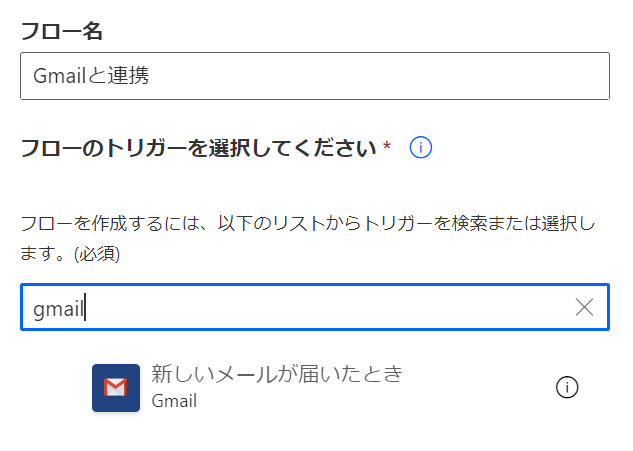 フロー名
Gmailと連携
フローのトリガーを選択してください *
フローを作成するには、以下のリストからトリガーを検索または選択し
ます。(必須)
gmail
新しいメールが届いたとき
Gmail